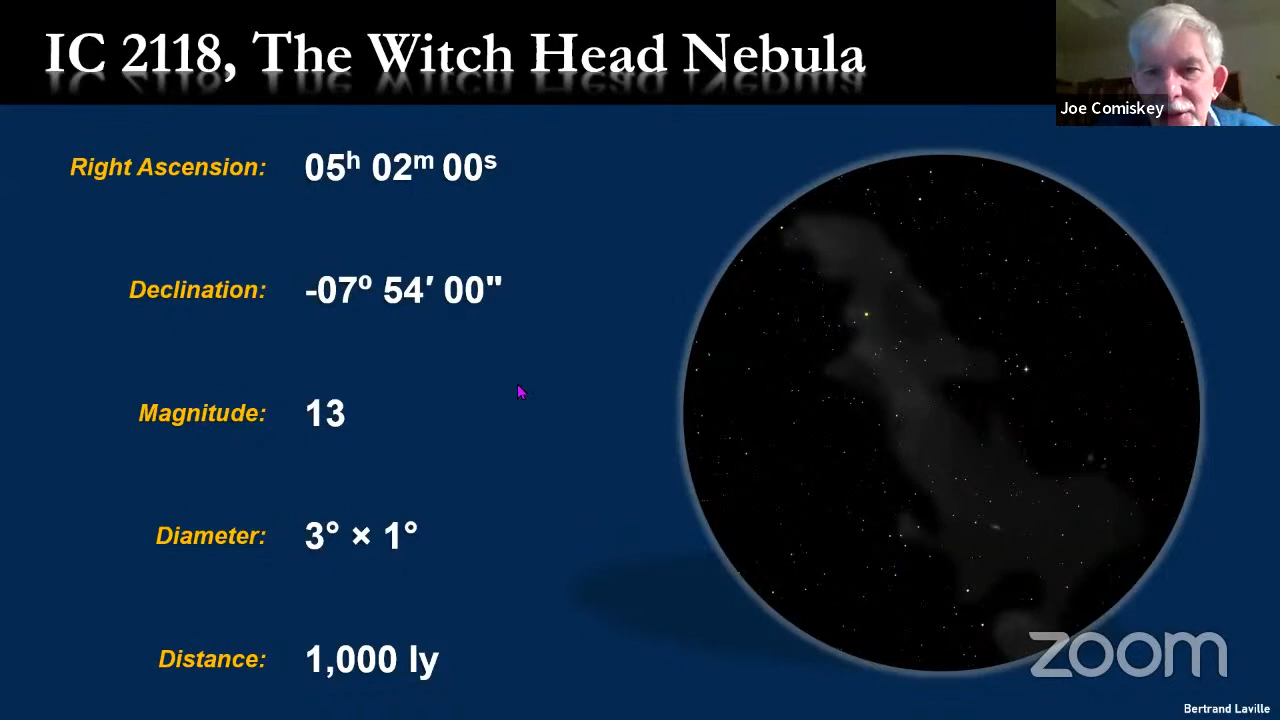 IC 2118, The Witch Head Nebula
Joe Comiskey
Right Ascension: 05ʰ 02ᵐ 00ˢ
Declination: -07º 54′ 00"
Magnitude: 13
Diameter: 3° × 1°
Distance: 1,000 ly
zoom
Bertrand Laville